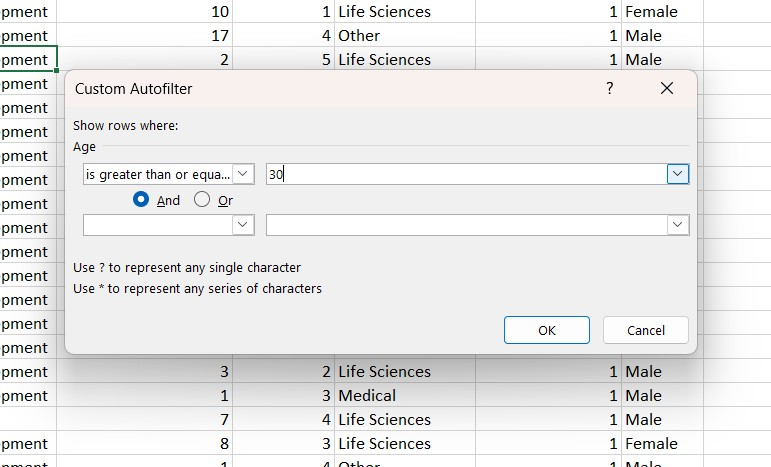 pment 10 1 Life Sciences 1 Female
pment 17 4 Other 1 Male
pment 2 5 Life Sciences 1 Male
pment
Custom Autofilter ?
pment
Show rows where:
pment
Age
pment
is greater than or equa... 30
pment
And Or
pment
pment
pment
Use ? to represent any single character
pment
Use * to represent any series of characters
pment
pment
OK Cancel
pment
pment 3 2 Life Sciences 1 Male
pment 1 3 Medical 1 Male
7 4 Life Sciences 1 Male
pment 8 3 Life Sciences 1 Female
1 4 Other 1 Male